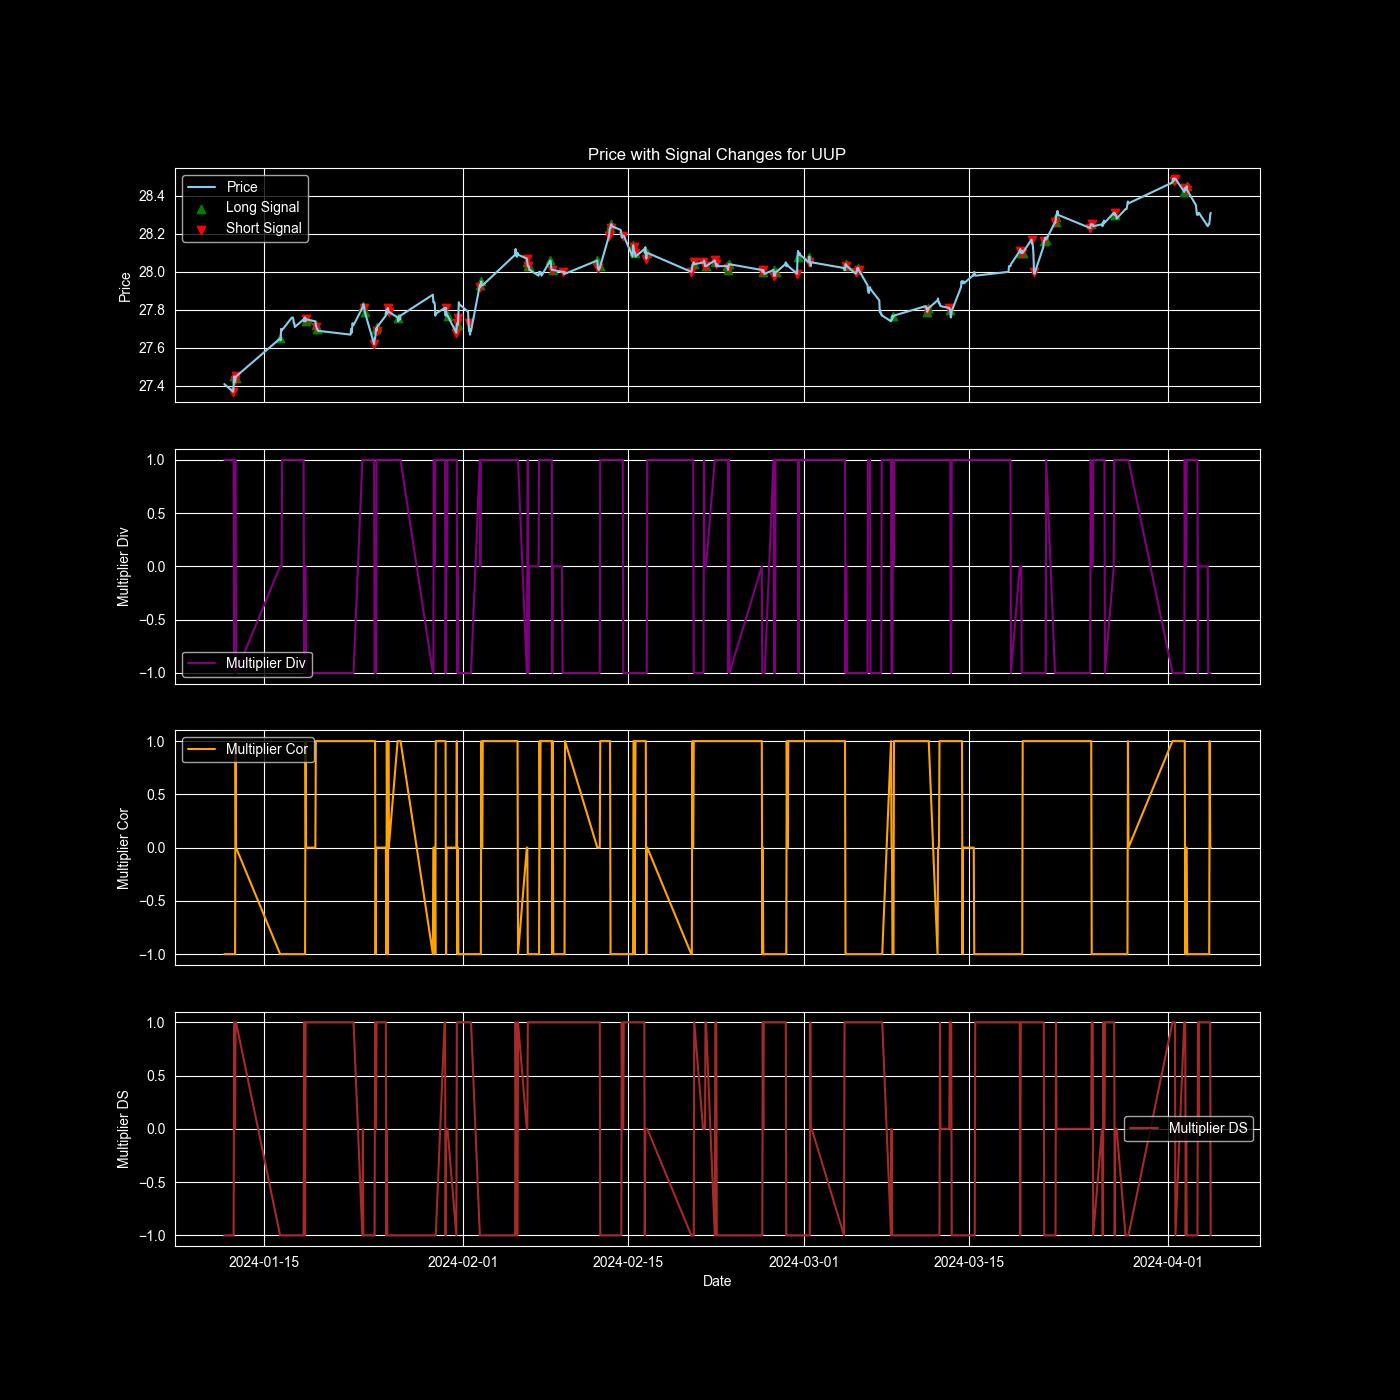 Price with Signal Changes for UUP
Price
Long Signal
Short Signal
28.4
28.2
28.0
27.8
27.6
27.4
Price
1.0
0.5
0.0
−0.5
−1.0
Multiplier Div
Multiplier Div
1.0
0.5
0.0
−0.5
−1.0
Multiplier Cor
Multiplier Cor
1.0
0.5
0.0
−0.5
−1.0
Multiplier DS
Multiplier DS
2024-01-15
2024-02-01
2024-02-15
2024-03-01
2024-03-15
2024-04-01
Date